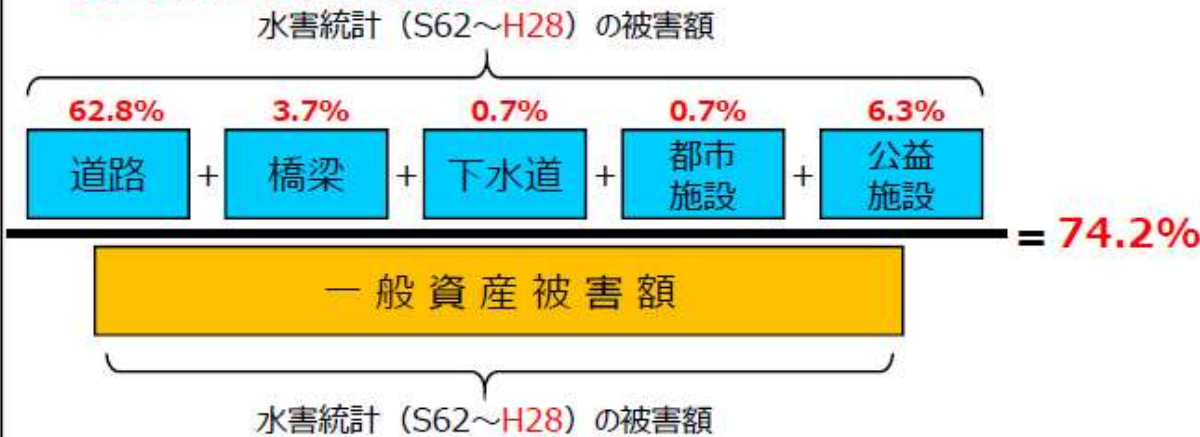 水害統計（S62～H28）の被害額
62.8% 3.7% 0.7% 0.7% 6.3%
道路 + 橋梁 + 下水道 + 都市施設 + 公益施設
= 74.2%
一般資産被害額
水害統計（S62～H28）の被害額